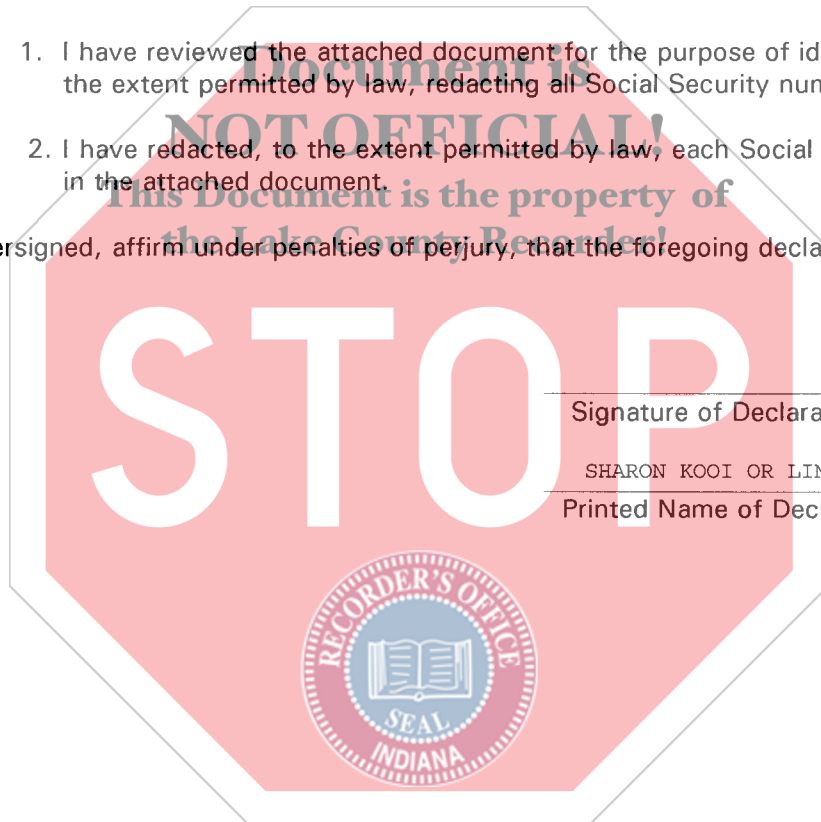 1. I have reviewed the attached document for the purpose of id
the extent permitted by law, redacting all Social Security num
2. I have redacted, to the extent permitted by law, each Social
in the attached document.
ersigned, affirm under penalties of perjury, that the foregoing decla
Document is
NOT OFFICIAL!
This Document is the property of
the Lake County Recorder!
STOP
Signature of Declara
SHARON KOOI OR LIN
Printed Name of Decl
RECORDER'S OFFICE
SEAL
INDIANA